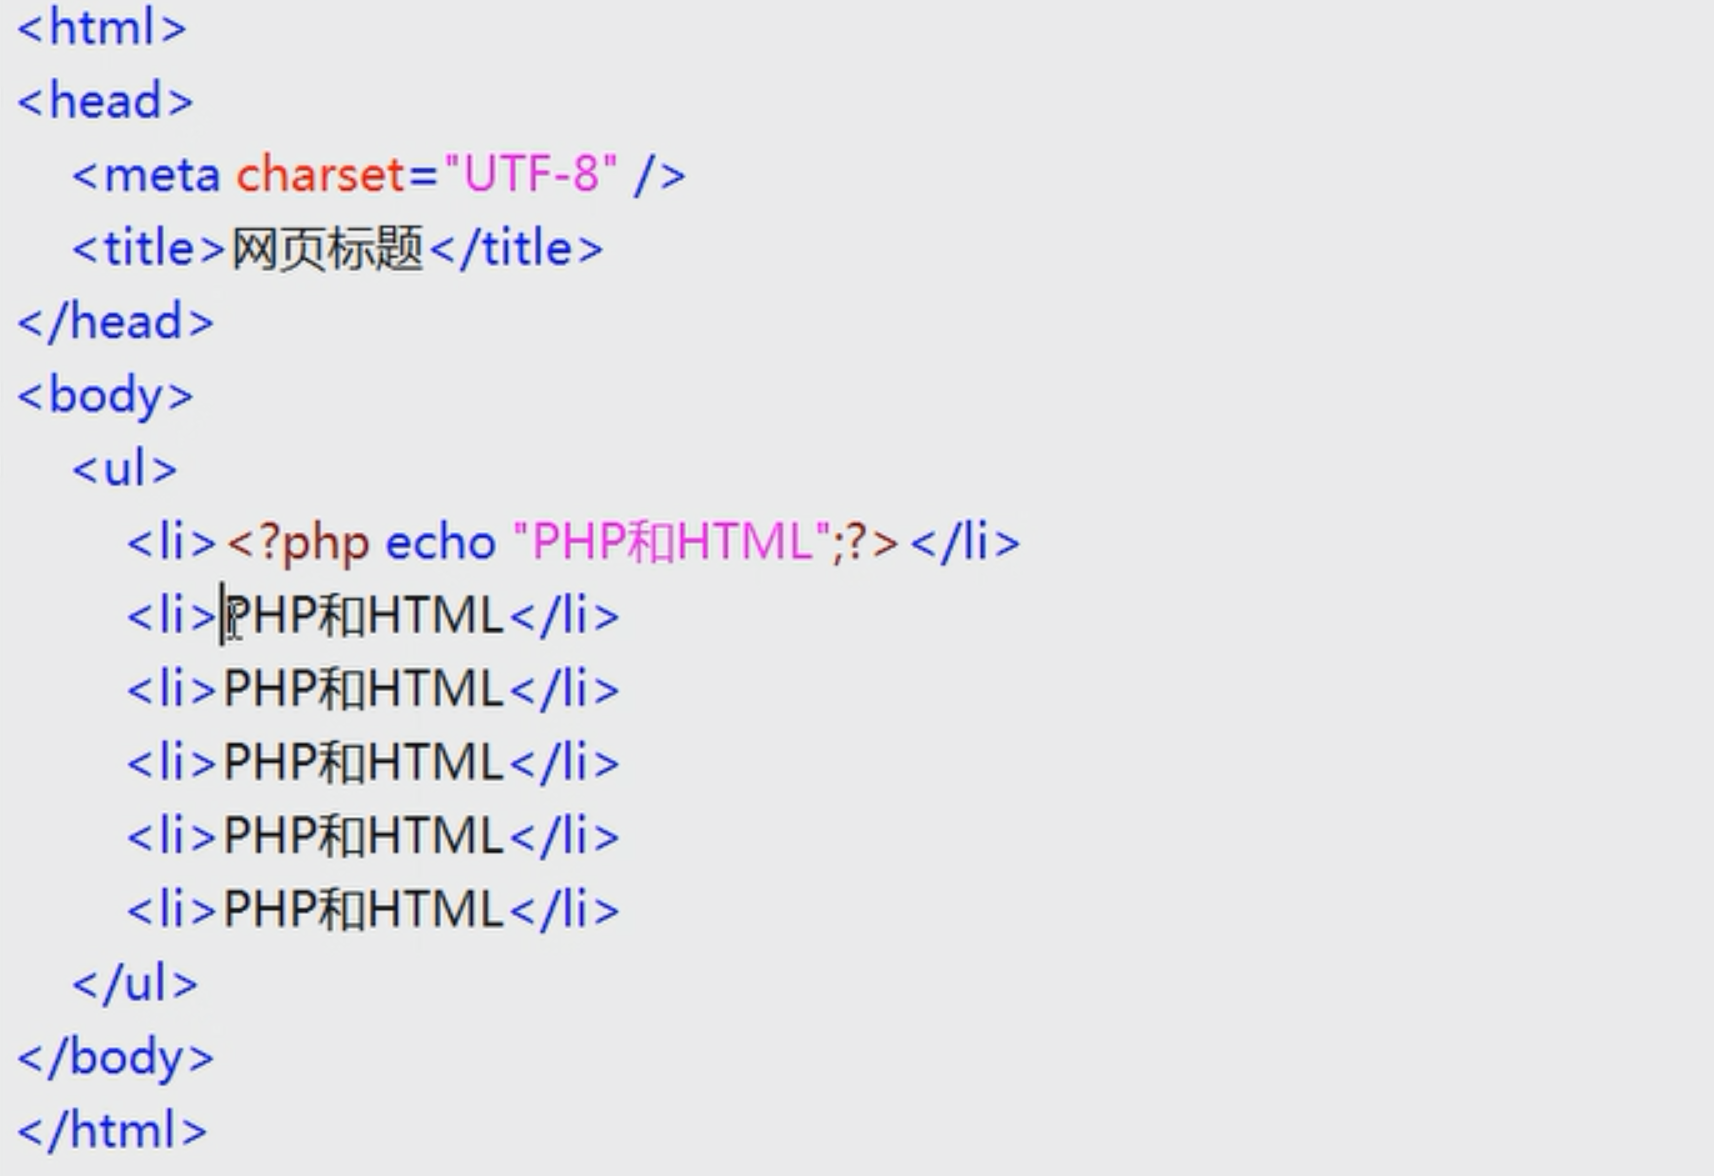 <html>
<head>
<meta charset="UTF-8" />
<title>网页标题</title>
</head>
<body>
<ul>
<li><?php echo "PHP和HTML";?></li>
<li>PHP和HTML</li>
<li>PHP和HTML</li>
<li>PHP和HTML</li>
<li>PHP和HTML</li>
<li>PHP和HTML</li>
</ul>
</body>
</html>